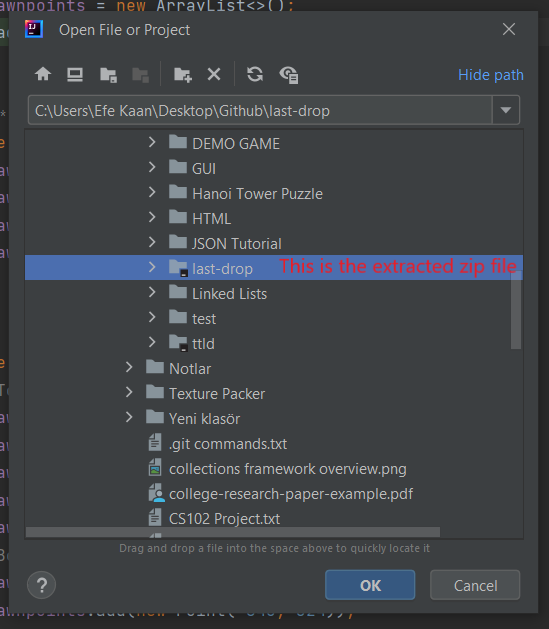 awnpoints = new ArrayList<>();
Open File or Project
Hide path
C:\Users\Efe Kaan\Desktop\Github\last-drop
DEMO GAME
GUI
Hanoi Tower Puzzle
HTML
JSON Tutorial
last-drop This is the extracted zip file
Linked Lists
test
ttld
Notlar
Texture Packer
Yeni klasör
.git commands.txt
collections framework overview.png
college-research-paper-example.pdf
CS102 Project.txt
Drag and drop a file into the space above to quickly locate it
? OK Cancel